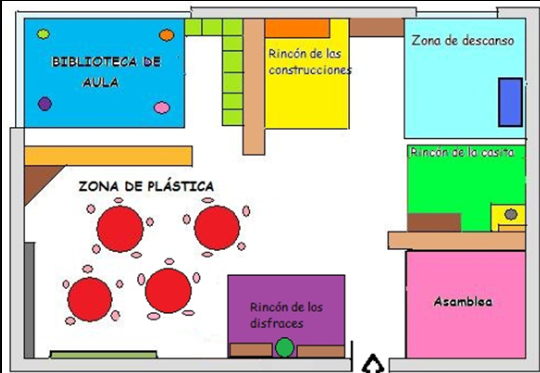 BIBLIOTECA DE
AULA
Rincón de las
construcciones
Zona de descanso
Rincón de la casita
ZONA DE PLÁSTICA
Rincón de los
disfraces
Asamblea